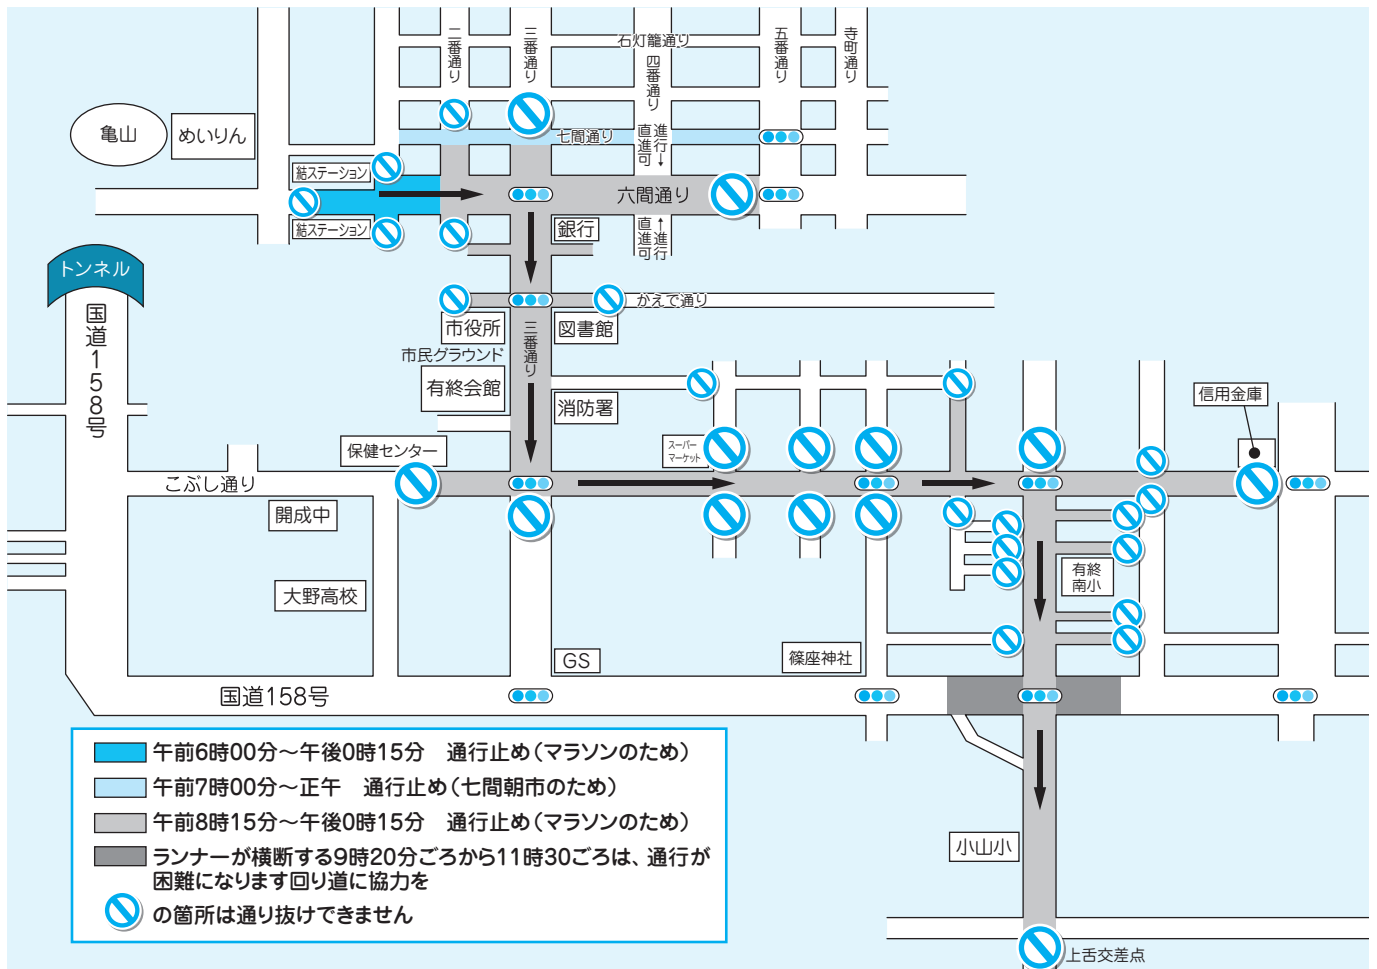 二番通り
三番通り
石灯籠通り
四番通り
五番通り
寺町通り
亀山
めいりん
七間通り
直進可
進行→
結ステーション
六間通り
結ステーション
銀行
直進可
←進行
トンネル
かえで通り
国道158号
市役所
三番通り
図書館
市民グラウンド
有終会館
消防署
信用金庫
保健センター
スーパー
マーケット
こぶし通り
開成中
有終
南小
大野高校
GS
篠座神社
国道158号
午前6時00分～午後0時15分　通行止め（マラソンのため）
午前7時00分～正午　通行止め（七間朝市のため）
午前8時15分～午後0時15分　通行止め（マラソンのため）
ランナーが横断する9時20分ごろから11時30ごろは、通行が
困難になります回り道に協力を
の箇所は通り抜けできません
小山小
上舌交差点